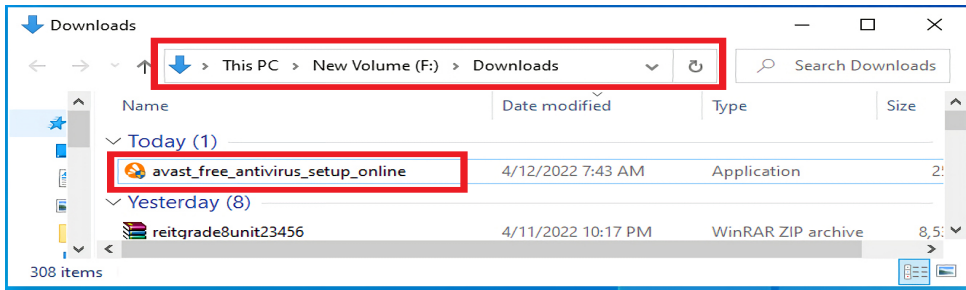 Downloads
This PC > New Volume (F:) > Downloads
Search Downloads
Name Date modified Type Size
Today (1)
avast_free_antivirus_setup_online 4/12/2022 7:43 AM Application
Yesterday (8)
reitgrade8unit23456 4/11/2022 10:17 PM WinRAR ZIP archive
308 items